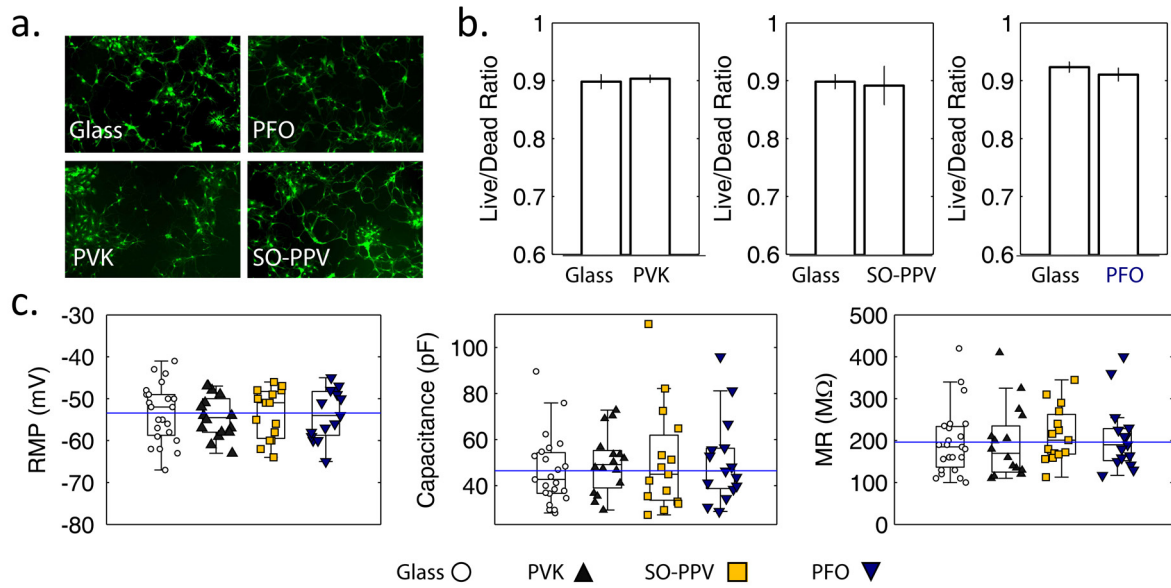 a.
Glass
PFO
PVK
SO-PPV
b.
Live/Dead Ratio
1
0.9
0.8
0.7
0.6
Glass PVK
Live/Dead Ratio
1
0.9
0.8
0.7
0.6
Glass SO-PPV
Live/Dead Ratio
1
0.9
0.8
0.7
0.6
Glass PFO
c.
RMP (mV)
-30
-40
-50
-60
-70
-80
Capacitance (pF)
100
80
60
40
MR (MΩ)
500
400
300
200
100
0
Glass PVK SO-PPV PFO